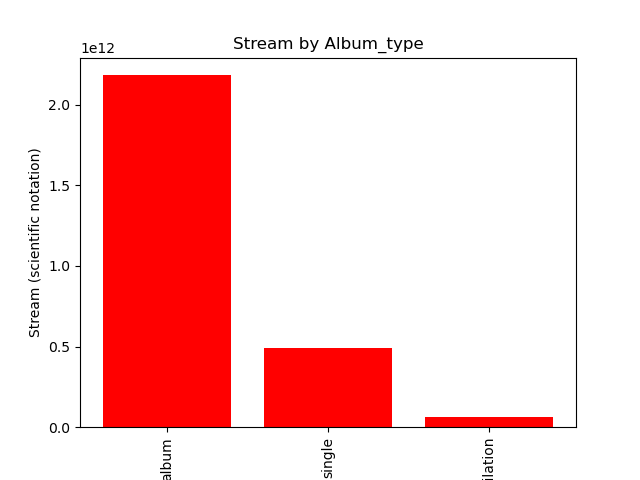 Stream by Album_type
1e12
2.0
1.5
1.0
0.5
0.0
Stream (scientific notation)
album
single
ilation